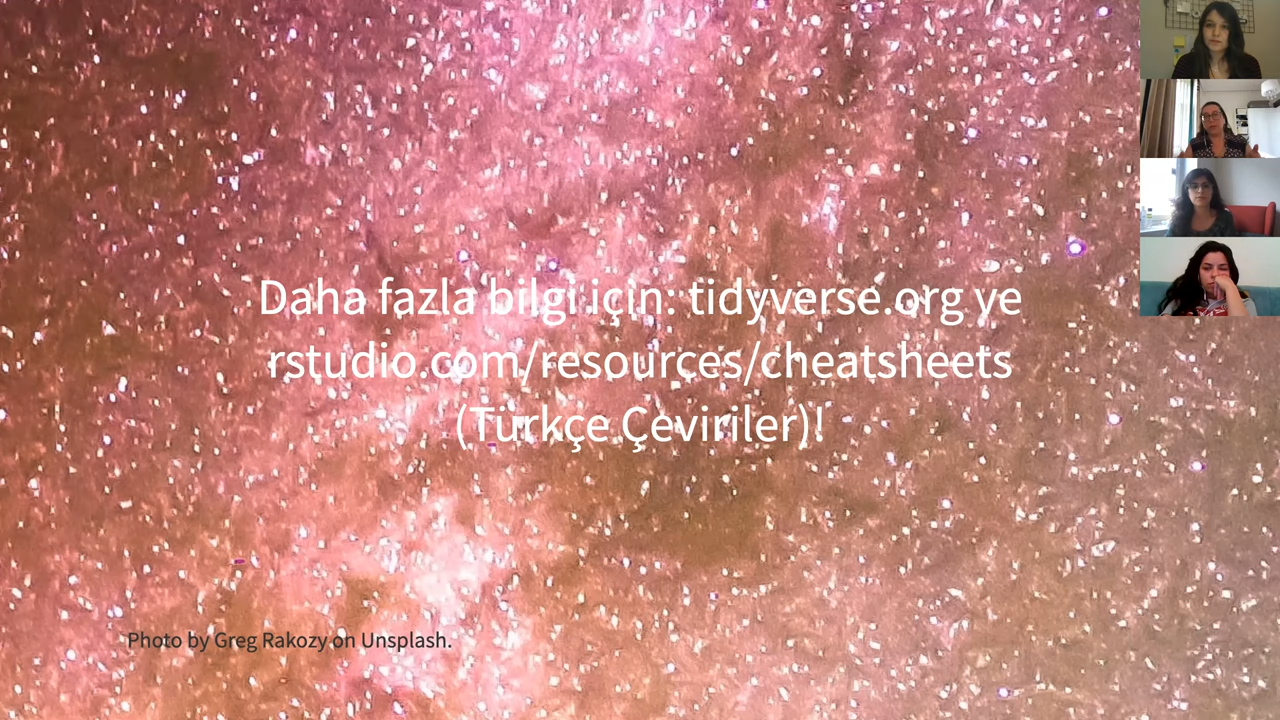 Daha fazla bilgi için: tidyverse.org ve
rstudio.com/resources/cheatsheets
(Türkçe Çeviriler)!
Photo by Greg Rakozy on Unsplash.